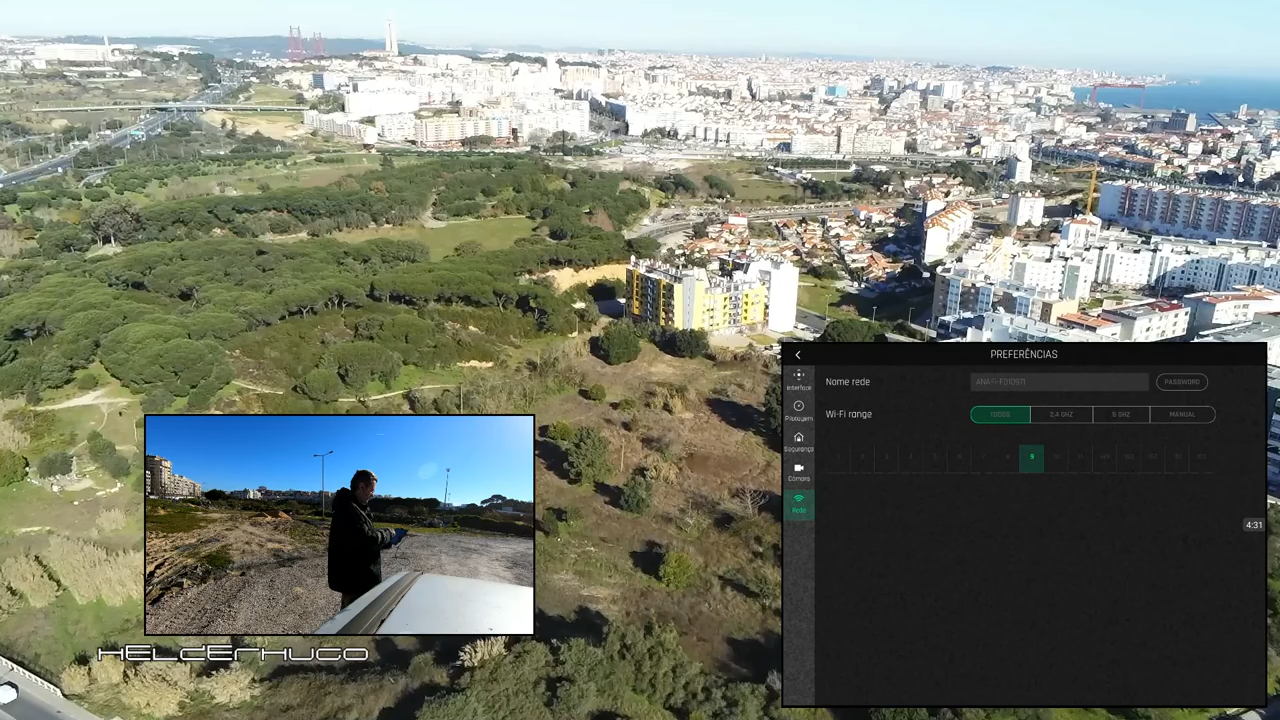 PREFERÊNCIAS
Interface
Pilotagem
Segurança
Câmara
Rede
Nome rede
PASSWORD
Wi-Fi range
TODOS
2,4 GHZ
5 GHZ
MANUAL
9
4:31
HELDERHUGO